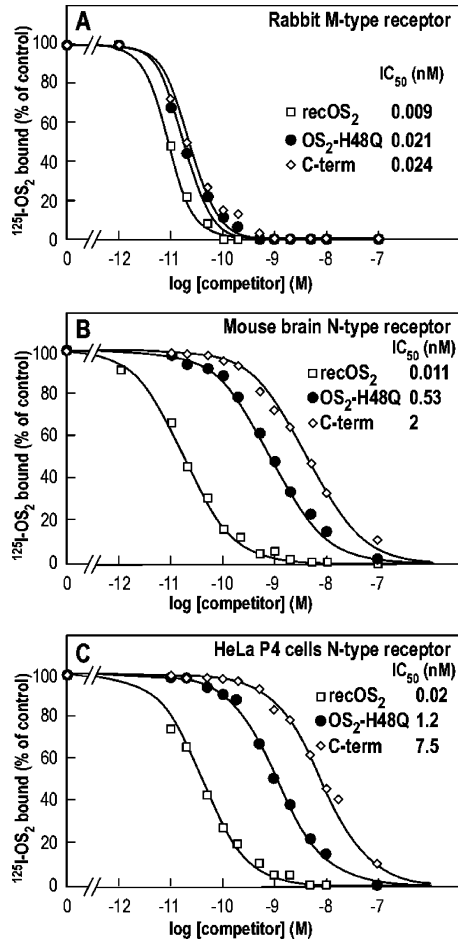 A
Rabbit M-type receptor
IC50 (nM)
recOS2 0.009
OS2-H48Q 0.021
C-term 0.024
125I-OS2 bound (% of control)
100
80
60
40
20
0
0 -12 -11 -10 -9 -8 -7
log [competitor] (M)
B
Mouse brain N-type receptor
IC50 (nM)
recOS2 0.011
OS2-H48Q 0.53
C-term 2
125I-OS2 bound (% of control)
100
80
60
40
20
0
0 -12 -11 -10 -9 -8 -7
log [competitor] (M)
C
HeLa P4 cells N-type receptor
IC50 (nM)
recOS2 0.02
OS2-H48Q 1.2
C-term 7.5
125I-OS2 bound (% of control)
100
80
60
40
20
0
0 -12 -11 -10 -9 -8 -7
log [competitor] (M)